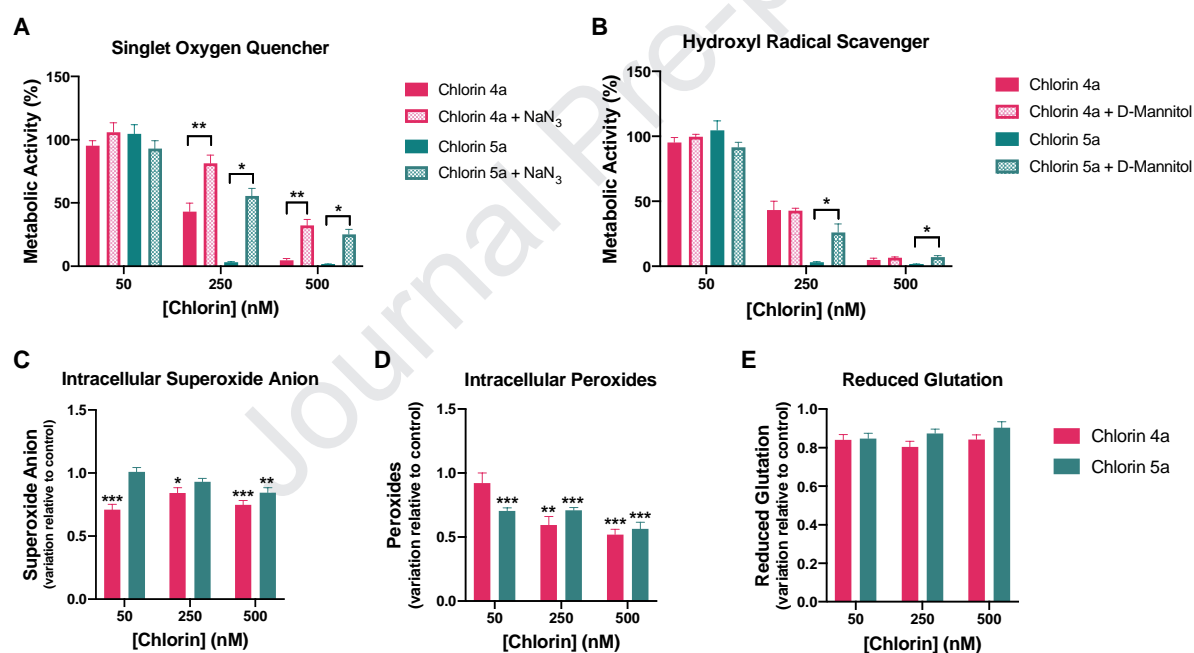 A
Singlet Oxygen Quencher
Metabolic Activity (%)
150
100
50
0
** * ** *
50 250 500
[Chlorin] (nM)
Chlorin 4a
Chlorin 4a + NaN3
Chlorin 5a
Chlorin 5a + NaN3
B
Hydroxyl Radical Scavenger
Metabolic Activity (%)
150
100
50
0
* *
50 250 500
[Chlorin] (nM)
Chlorin 4a
Chlorin 4a + D-Mannitol
Chlorin 5a
Chlorin 5a + D-Mannitol
Journal Pre-p
C
Intracellular Superoxide Anion
Superoxide Anion
(variation relative to control)
1.5
1.0
0.5
0.0
*** * *** **
50 250 500
[Chlorin] (nM)
D
Intracellular Peroxides
Peroxides
(variation relative to control)
1.5
1.0
0.5
0.0
*** ** *** *** ***
50 250 500
[Chlorin] (nM)
E
Reduced Glutation
Reduced Glutation
(variation relative to control)
1.0
0.8
0.6
0.4
0.2
0.0
50 250 500
[Chlorin] (nM)
Chlorin 4a
Chlorin 5a